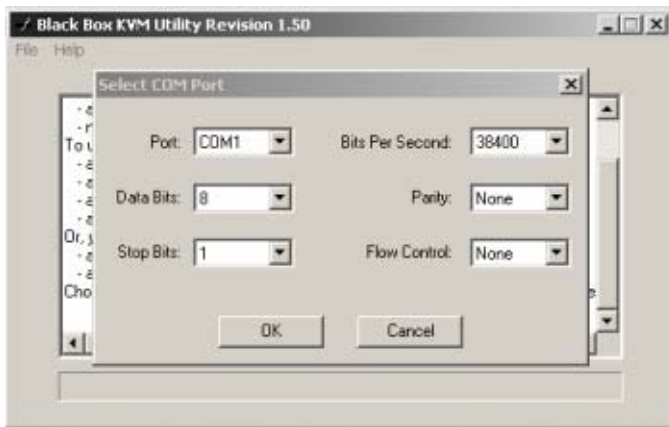 Black Box KVM Utility Revision 1.50
File Help
Select COM Port
To u
Port: COM1 Bits Per Second: 38400
Data Bits: 8 Parity: None
Or, y
Stop Bits: 1 Flow Control: None
Cho
OK Cancel